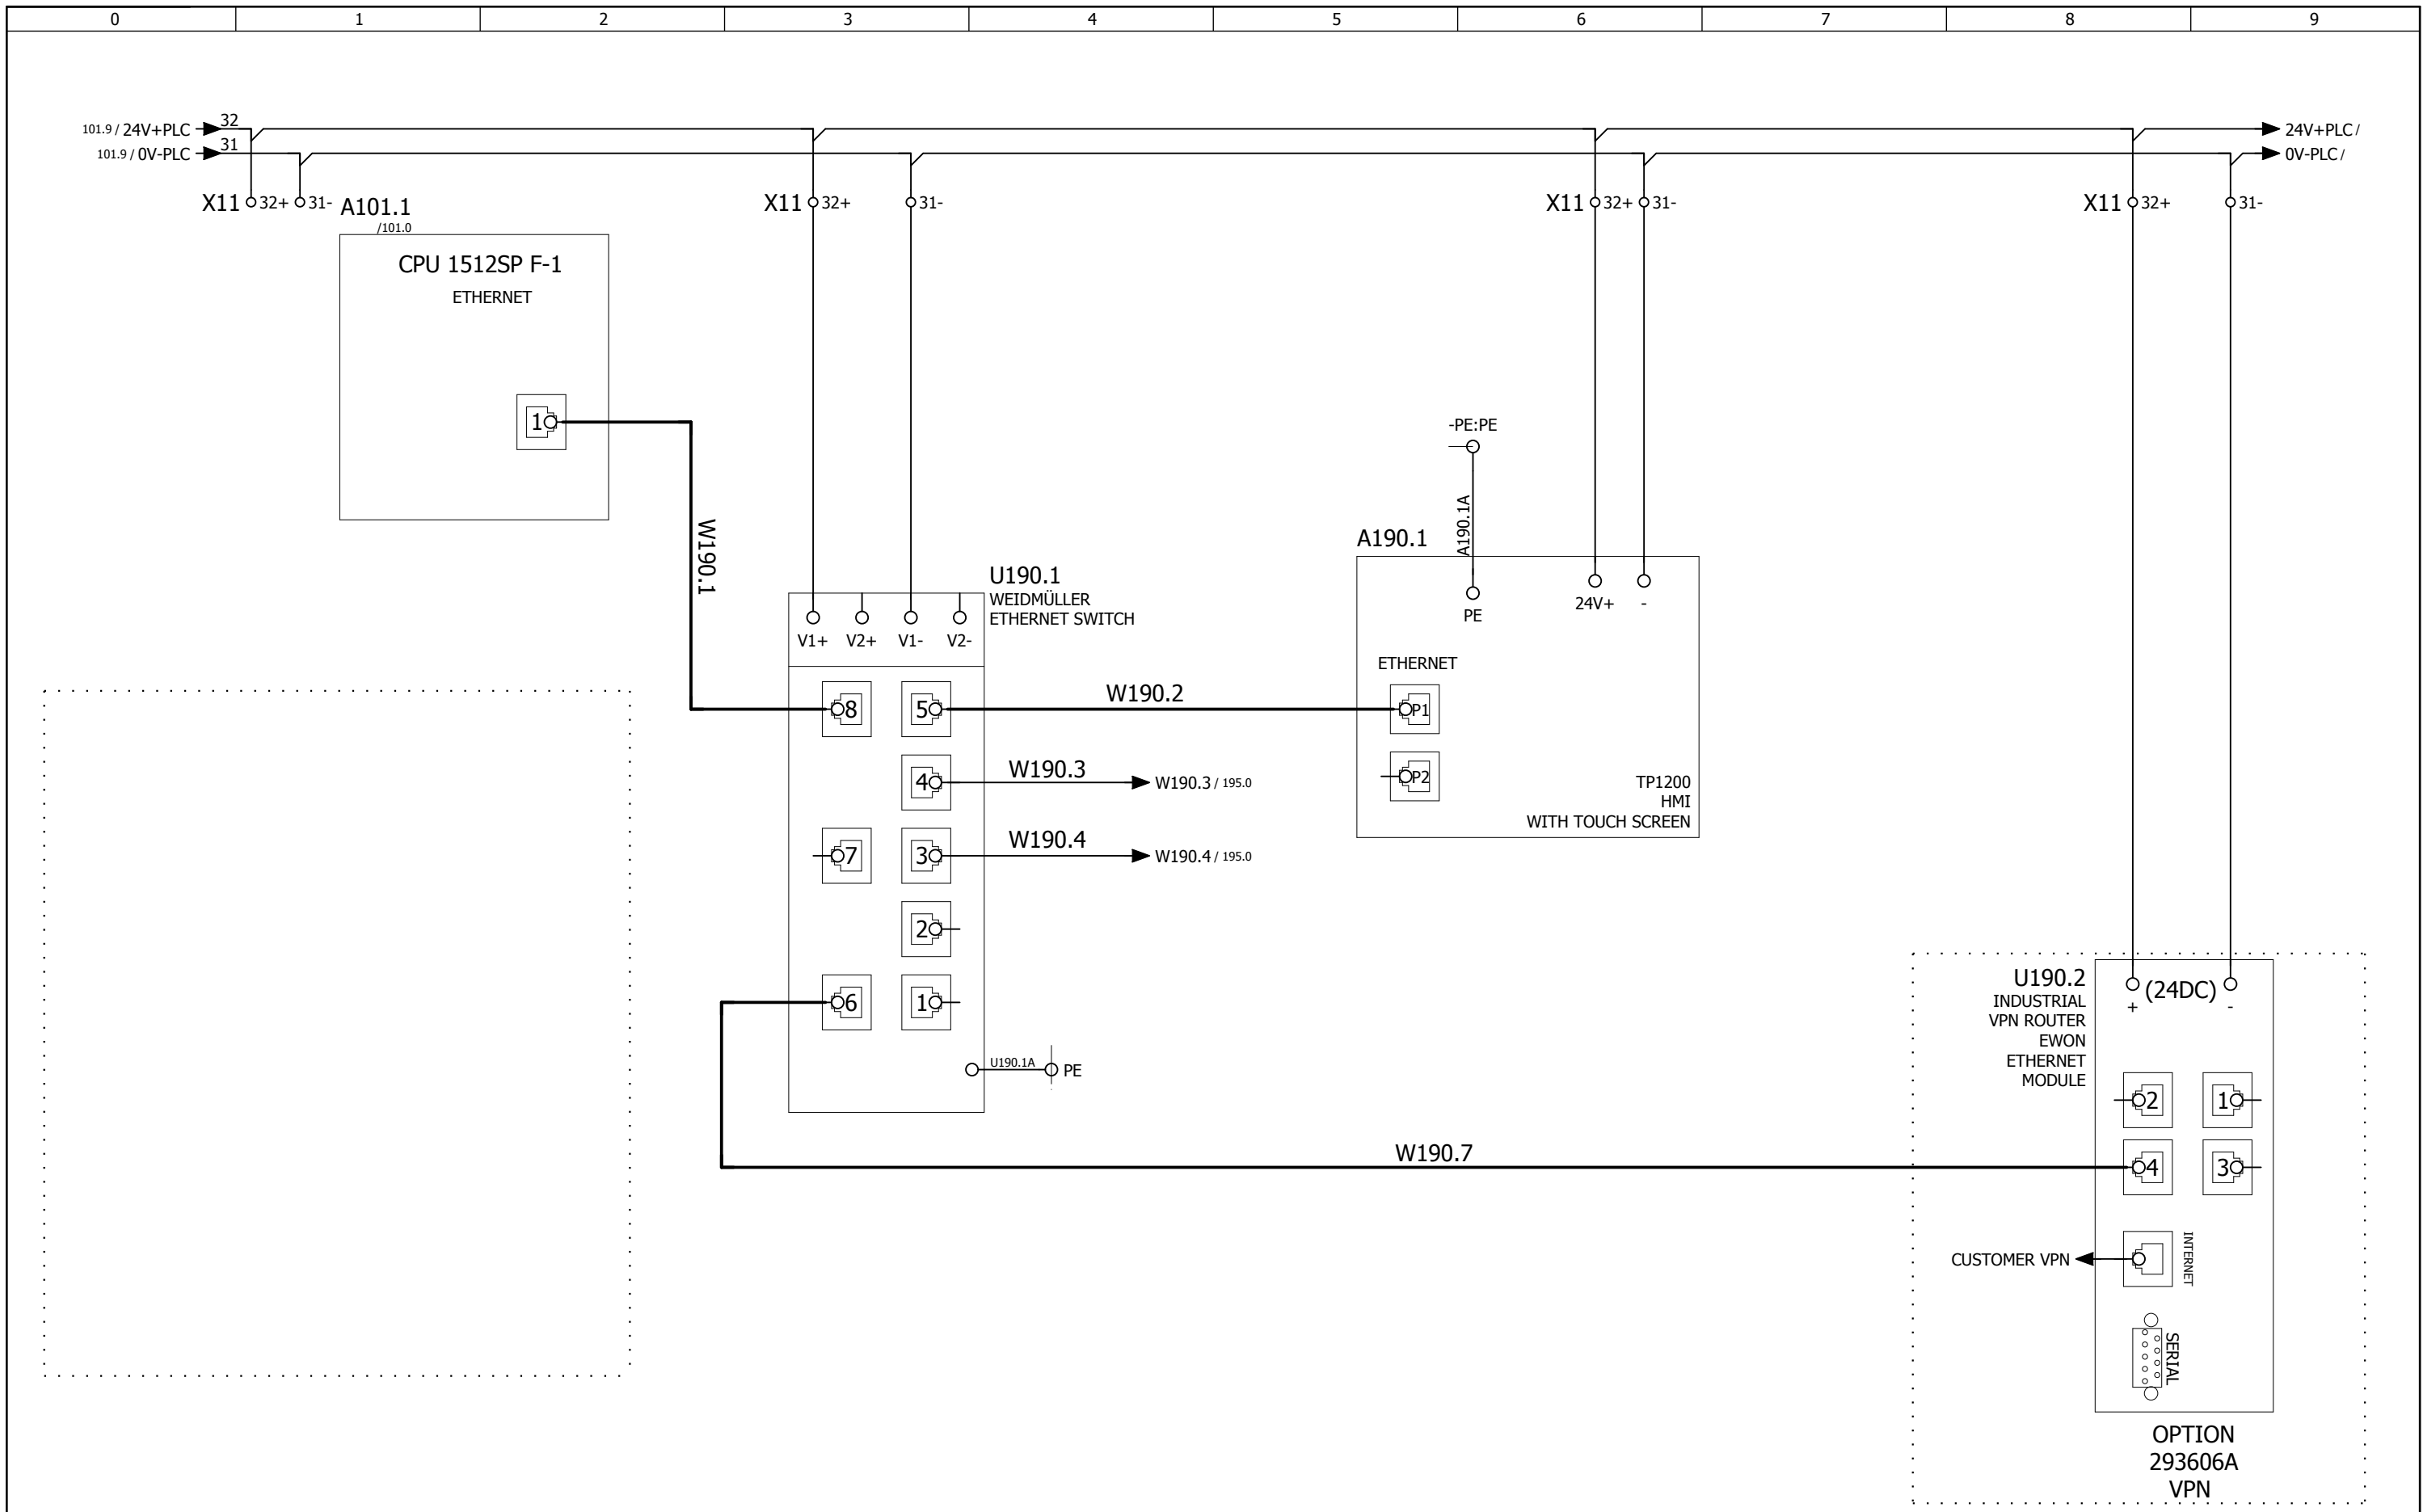 0 1 2 3 4 5 6 7 8 9
101.9 / 24V+PLC 32
24V+PLC /
101.9 / 0V-PLC 31
0V-PLC /
X11 32+ 31-
X11 32+ 31-
X11 32+ 31-
X11 32+ 31-
A101.1
/101.0
CPU 1512SP F-1
ETHERNET
1
W190.1
-PE:PE
A190.1A
A190.1
PE
24V+ -
ETHERNET
P1
P2
TP1200
HMI
WITH TOUCH SCREEN
U190.1
WEIDMÜLLER
ETHERNET SWITCH
V1+ V2+ V1- V2-
8 5
W190.2
4
W190.3
W190.3 / 195.0
7 3
W190.4
W190.4 / 195.0
2
6 1
U190.1A PE
W190.7
U190.2
INDUSTRIAL
VPN ROUTER
EWON
ETHERNET
MODULE
(24DC)
+ -
2 1
4 3
INTERNET
CUSTOMER VPN
SERIAL
OPTION
293606A
VPN